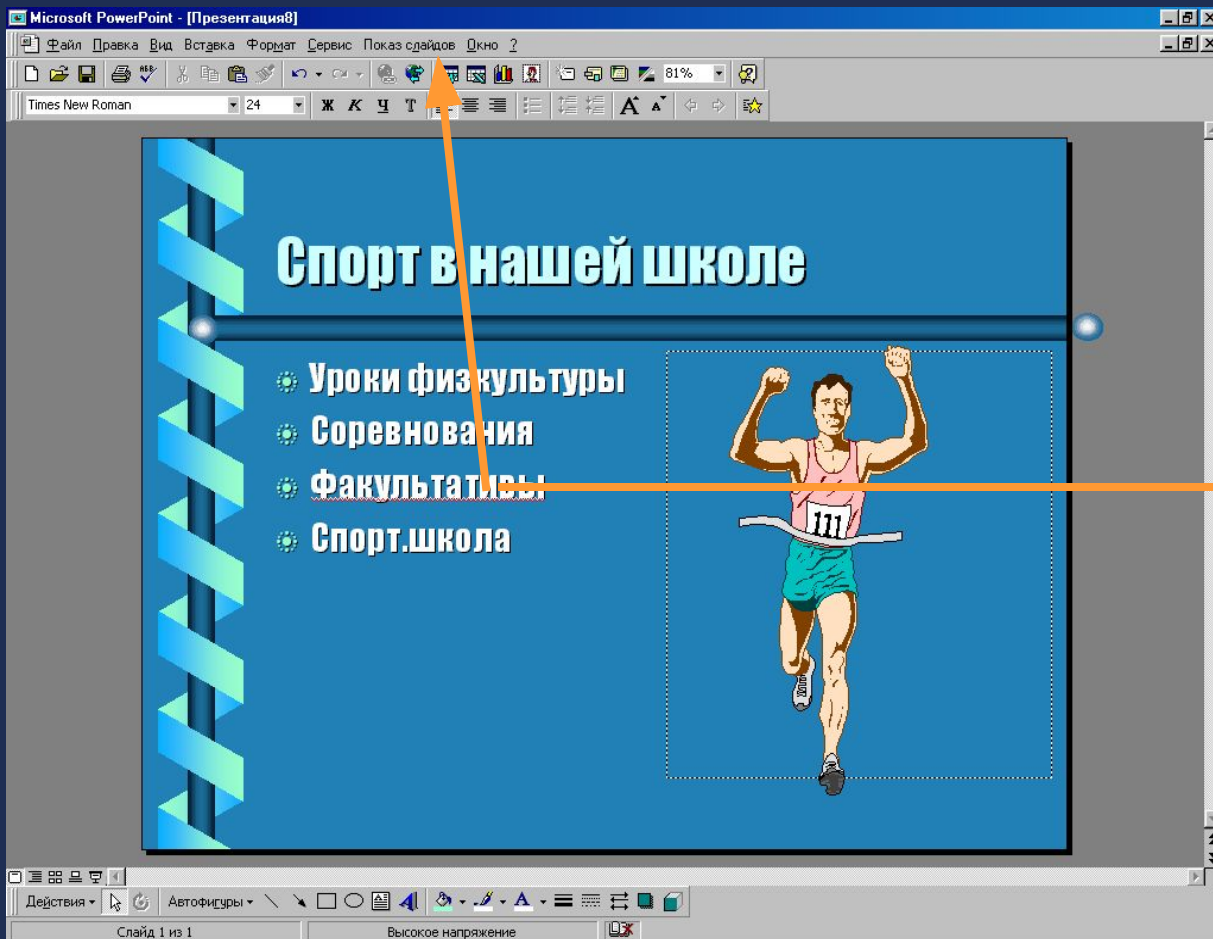 Microsoft PowerPoint - [Презентация8]
Файл Правка Вид Вставка Формат Сервис Показ слайдов Окно ?
81%
Times New Roman 24 Ж К Ч Т А А
Спорт в нашей школе
Уроки физкультуры
Соревнования
Факультативы
Спорт.школа
111
Действия Автофигуры А
Слайд 1 из 1 Высокое напряжение